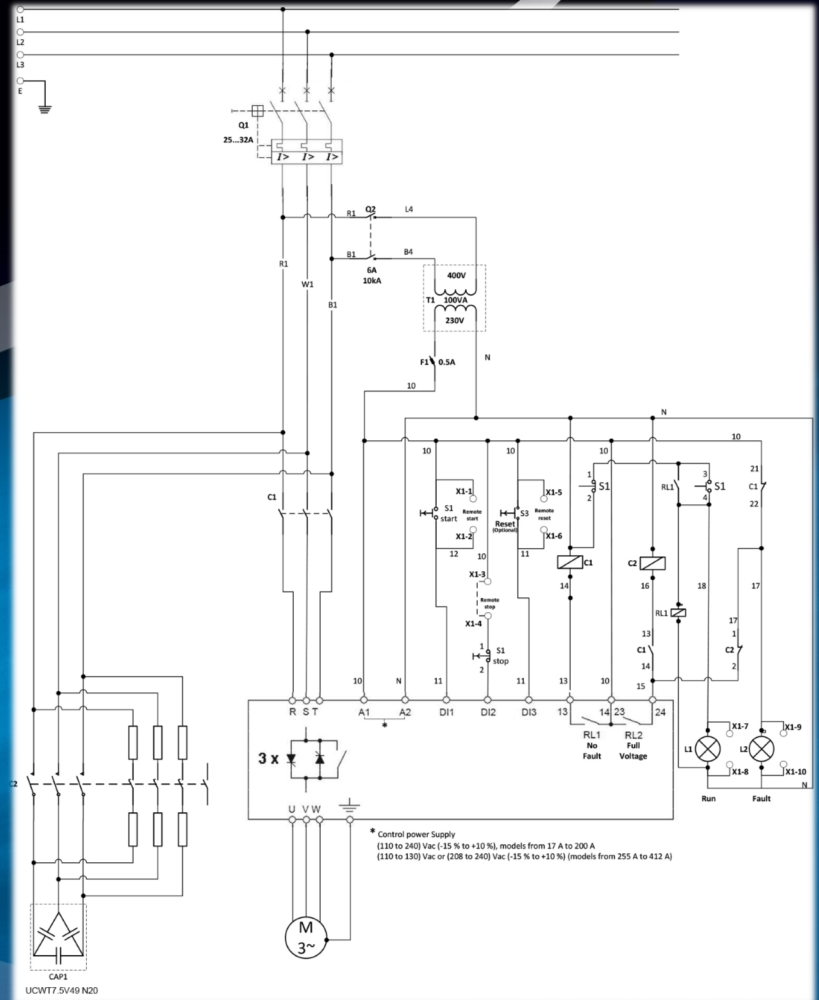 L1
L2
L3
E
Q1
25...32A
I> I> I>
R1 Q2 L4
B1 B4
6A
10kA
R1
W1
B1
400V
T1 100VA
230V
F1 0.5A
N
10
N
10
10 10 10
21
C1
22
1
S1
2
RL1
3
S1
4
C1
X1-1
S1
start
Remote
start
X1-2
12
X1-5
S3
Reset
(Optional)
Remote
reset
X1-6
11
10
X1-3
Remote
stop
X1-4
1
S1
stop
2
C1
14
C2
16
18
17
RL1
13
C1
14
15
17
1
C2
2
10 N 11 11 13 10
R S T A1 A2 DI1 DI2 DI3 13 14 23 24
*
RL1
No
Fault
RL2
Full
Voltage
3 x
X1-7
L1
X1-8
X1-9
L2
X1-10
N
Run Fault
C2
U V W
* Control power Supply
(110 to 240) Vac (-15 % to +10 %), models from 17 A to 200 A
(110 to 130) Vac or (208 to 240) Vac (-15 % to +10 %) (models from 255 A to 412 A)
M
3~
CAP1
UCWT7.5V49 N20